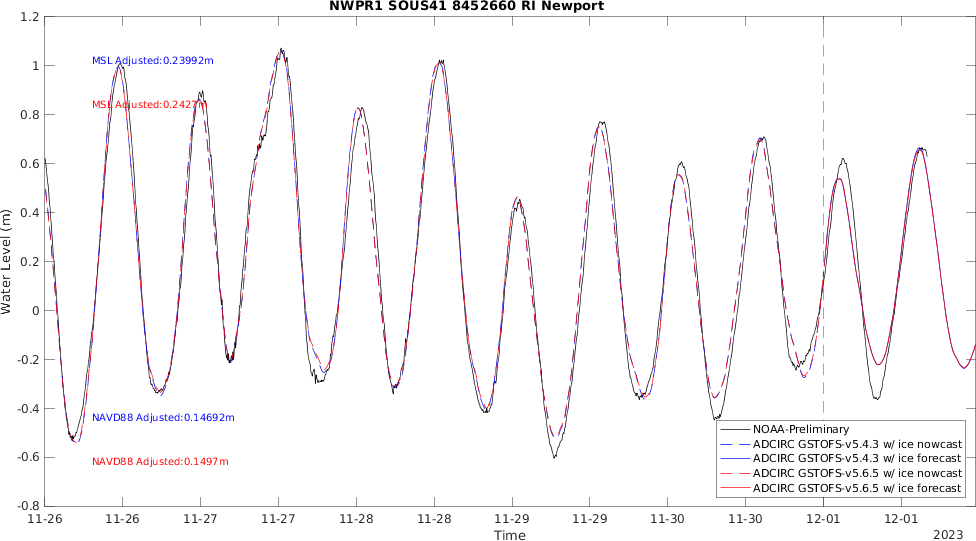 NWPR1 SOUS41 8452660 RI Newport
1.2
1
0.8
0.6
0.4
0.2
0
-0.2
-0.4
-0.6
-0.8
Water Level (m)
MSL Adjusted:0.23992m
MSL Adjusted:0.2427m
NAVD88 Adjusted:0.14692m
NAVD88 Adjusted:0.1497m
NOAA-Preliminary
ADCIRC GSTOFS-v5.4.3 w/ ice nowcast
ADCIRC GSTOFS-v5.4.3 w/ ice forecast
ADCIRC GSTOFS-v5.6.5 w/ ice nowcast
ADCIRC GSTOFS-v5.6.5 w/ ice forecast
11-26 11-26 11-27 11-27 11-28 11-28 11-29 11-29 11-30 11-30 12-01 12-01
Time
2023